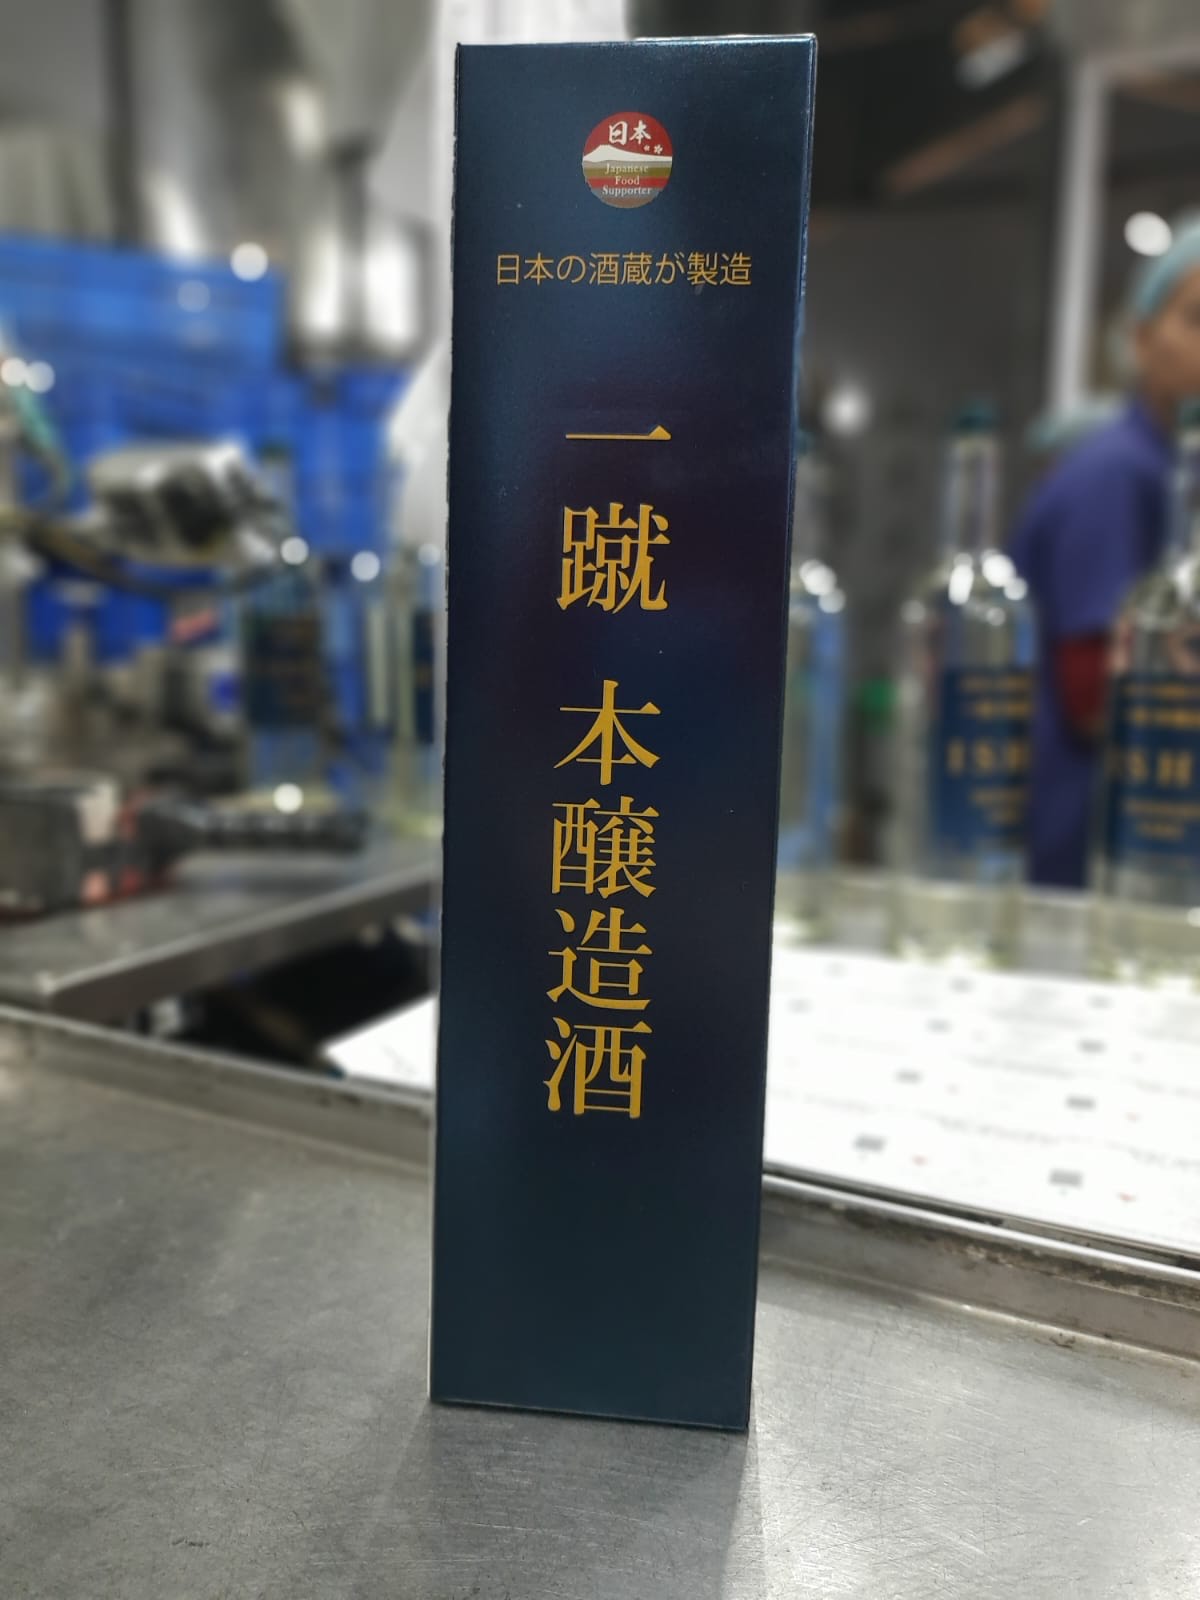 日本
Japanese
Food
Supporter
日本の酒蔵が製造
一蹴 本醸造酒